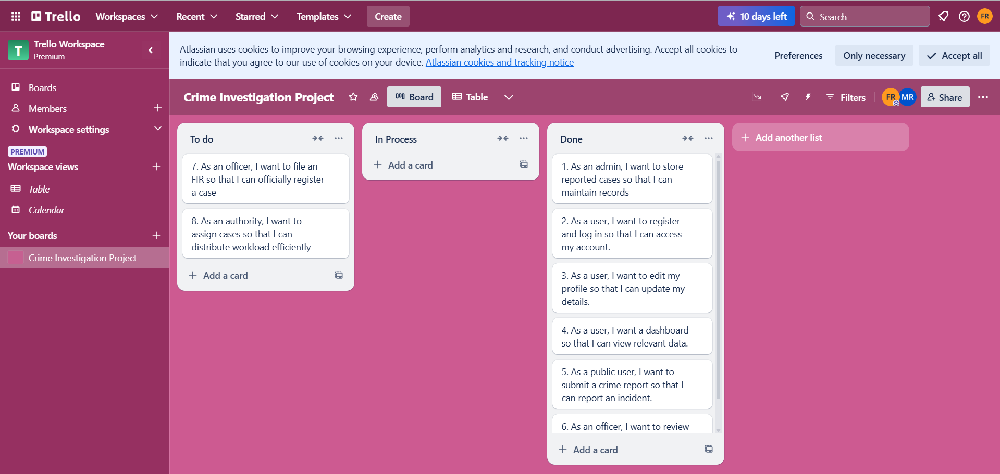 Trello
Workspaces
Recent
Starred
Templates
Create
10 days left
Search
FR
T
Trello Workspace
Premium
Boards
Members
Workspace settings
PREMIUM
Workspace views
Table
Calendar
Your boards
Crime Investigation Project
Atlassian uses cookies to improve your browsing experience, perform analytics and research, and conduct advertising. Accept all cookies to
indicate that you agree to our use of cookies on your device. Atlassian cookies and tracking notice
Preferences
Only necessary
Accept all
Crime Investigation Project
Board
Table
Filters
FR
MR
Share
To do
7. As an officer, I want to file an
FIR so that I can officially register
a case
8. As an authority, I want to
assign cases so that I can
distribute workload efficiently
Add a card
In Process
Add a card
Done
1. As an admin, I want to store
reported cases so that I can
maintain records
2. As a user, I want to register
and log in so that I can access
my account.
3. As a user, I want to edit my
profile so that I can update my
details.
4. As a user, I want a dashboard
so that I can view relevant data.
5. As a public user, I want to
submit a crime report so that I
can report an incident.
6. As an officer, I want to review
Add a card
Add another list